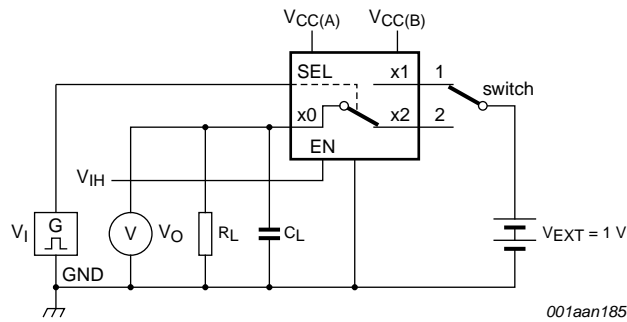 VCC(A) VCC(B)
SEL x1 1
switch
x0 x2 2
EN
VIH
VI G V VO RL CL VEXT = 1 V
GND
001aan185